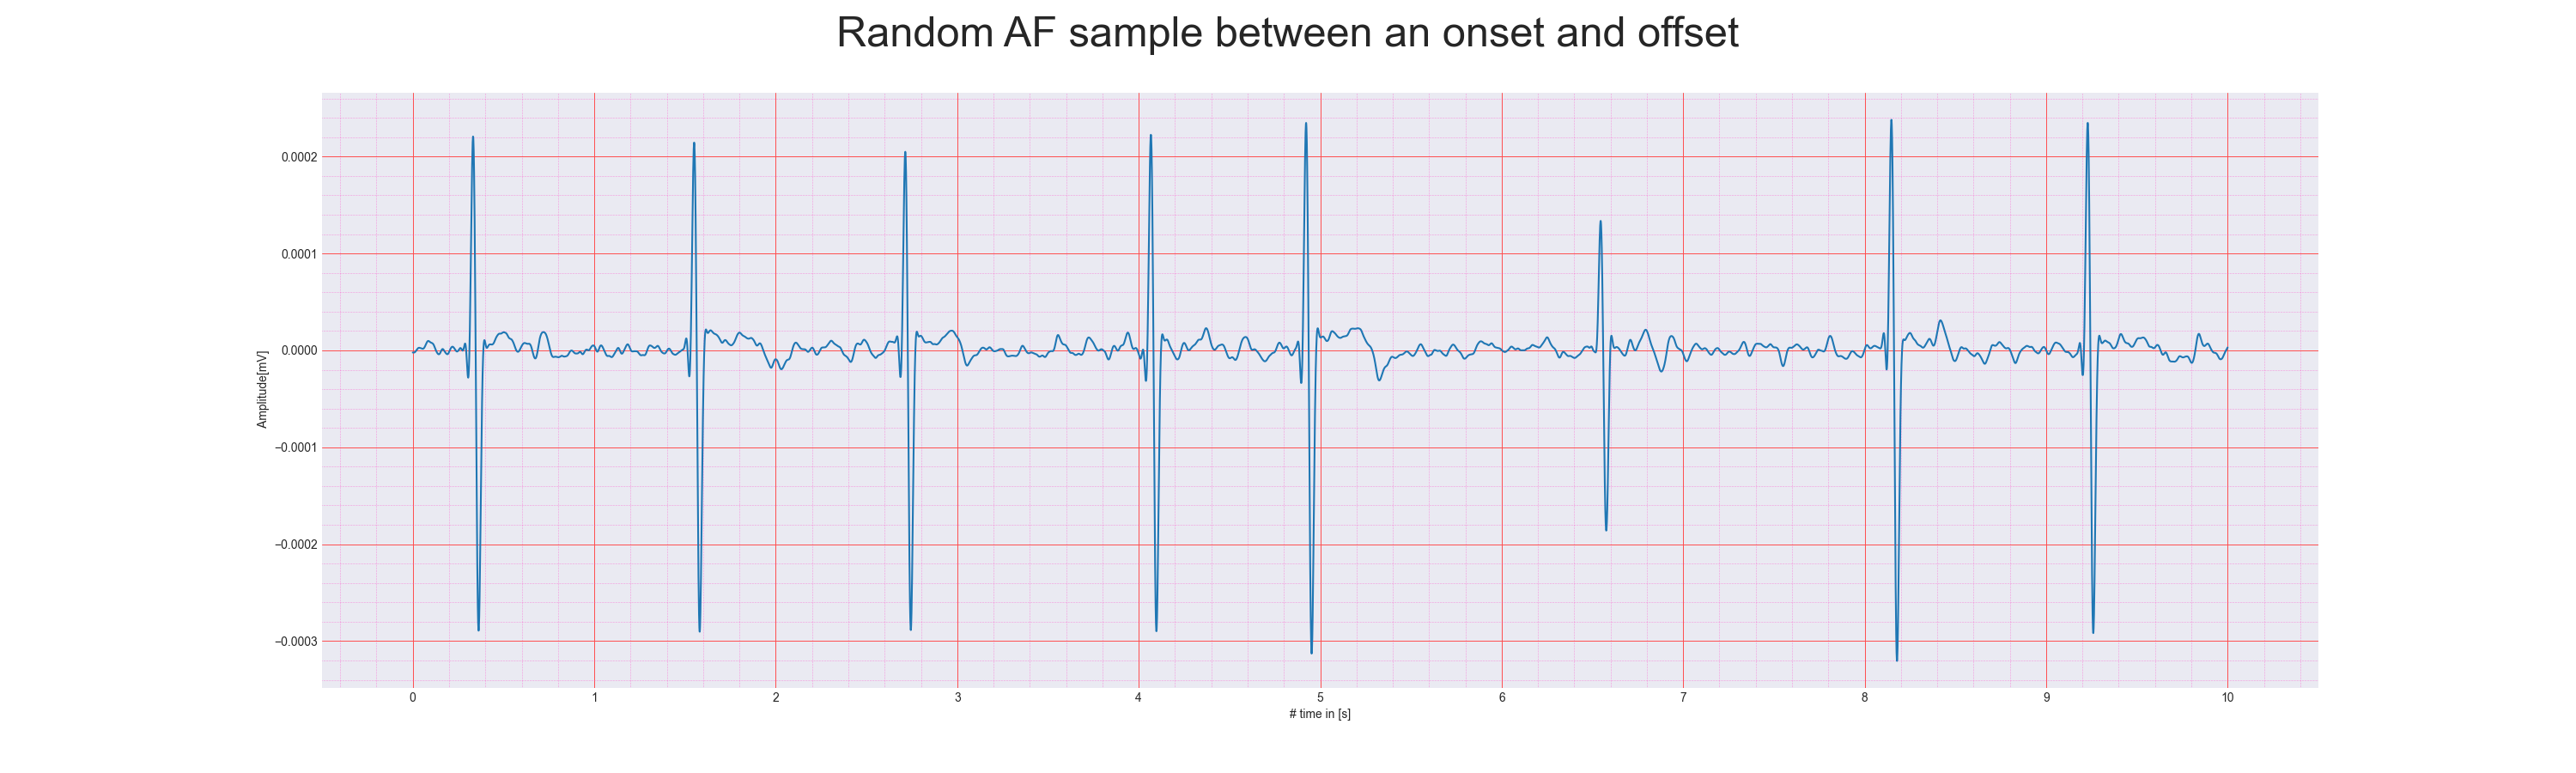 Random AF sample between an onset and offset
0.0002
0.0001
0.0000
−0.0001
−0.0002
−0.0003
Amplitude[mV]
0 1 2 3 4 5 6 7 8 9 10
# time in [s]